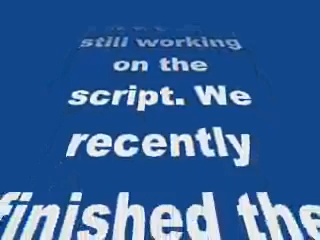 still working
on the
script. We
recently
finished the